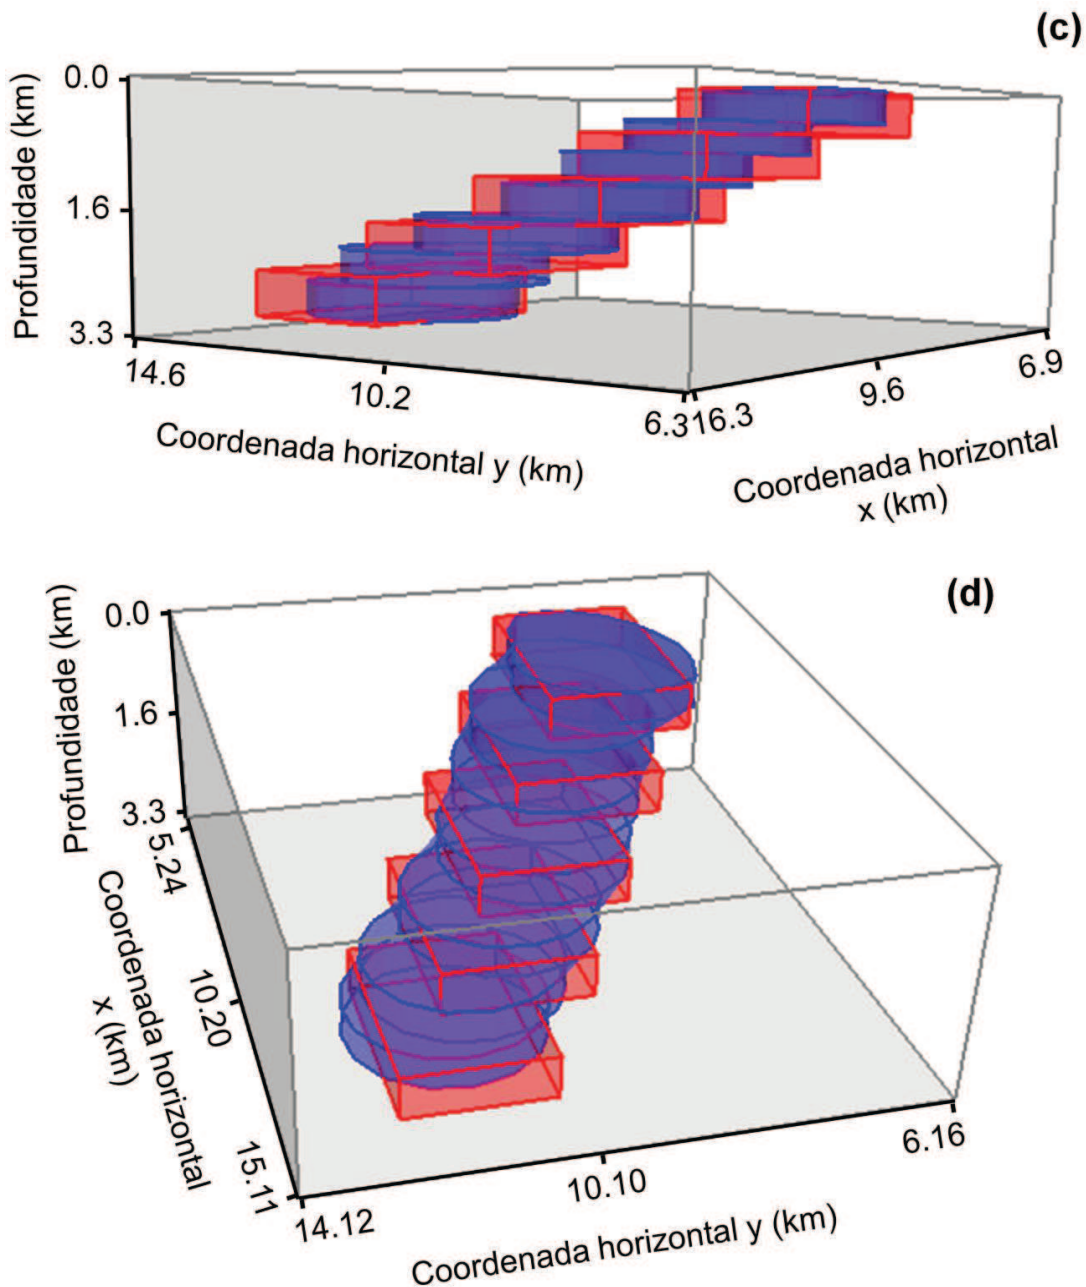 (c)
0.0
1.6
3.3
Profundidade (km)
14.6
10.2
6.3
16.3
9.6
6.9
Coordenada horizontal y (km)
Coordenada horizontal
x (km)
(d)
0.0
1.6
3.3
Profundidade (km)
5.24
10.20
15.11
Coordenada horizontal
x (km)
14.12
10.10
6.16
Coordenada horizontal y (km)